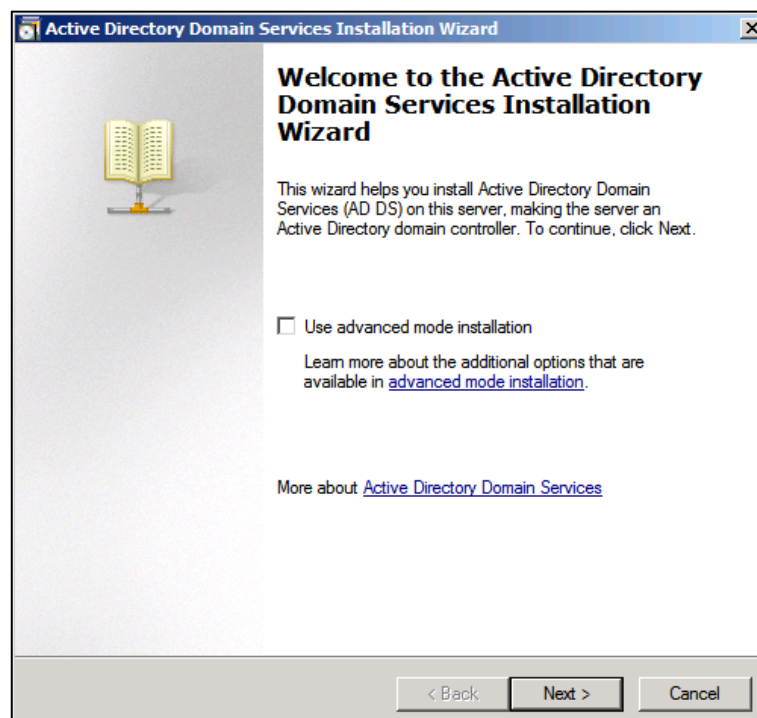 Active Directory Domain Services Installation Wizard
Welcome to the Active Directory
Domain Services Installation
Wizard
This wizard helps you install Active Directory Domain
Services (AD DS) on this server, making the server an
Active Directory domain controller. To continue, click Next.
Use advanced mode installation
Learn more about the additional options that are
available in advanced mode installation.
More about Active Directory Domain Services
< Back
Next >
Cancel